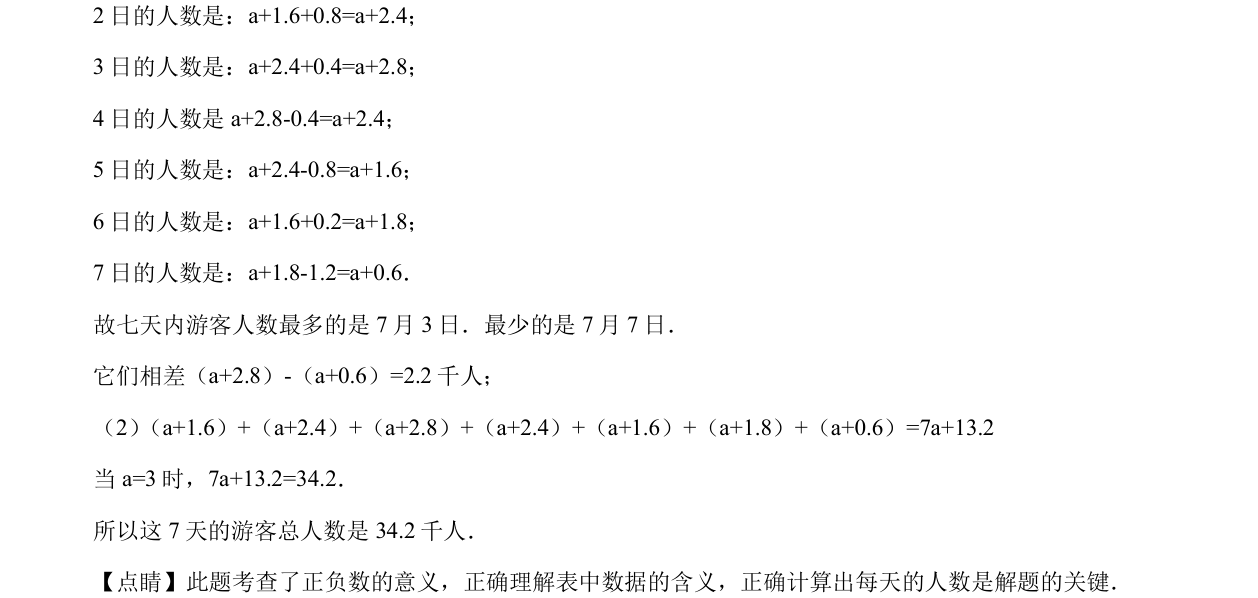 2 日的人数是：a+1.6+0.8=a+2.4；
3 日的人数是：a+2.4+0.4=a+2.8；
4 日的人数是 a+2.8-0.4=a+2.4；
5 日的人数是：a+2.4-0.8=a+1.6；
6 日的人数是：a+1.6+0.2=a+1.8；
7 日的人数是：a+1.8-1.2=a+0.6．
故七天内游客人数最多的是 7 月 3 日．最少的是 7 月 7 日．
它们相差（a+2.8）-（a+0.6）=2.2 千人；
（2）（a+1.6）+（a+2.4）+（a+2.8）+（a+2.4）+（a+1.6）+（a+1.8）+（a+0.6）=7a+13.2
当 a=3 时，7a+13.2=34.2．
所以这 7 天的游客总人数是 34.2 千人．
【点睛】此题考查了正负数的意义，正确理解表中数据的含义，正确计算出每天的人数是解题的关键．